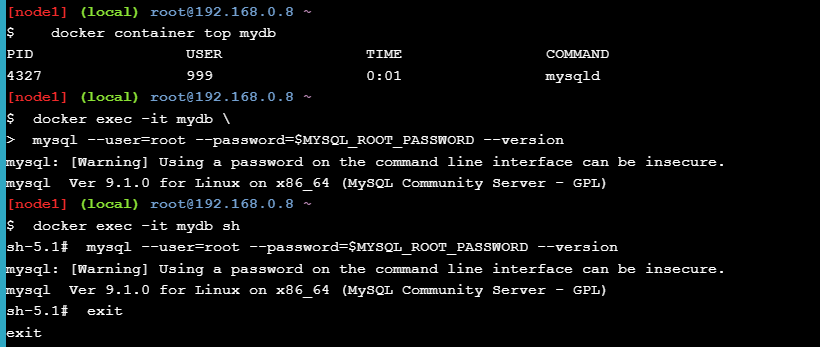 [node1] (local) root@192.168.0.8 ~
$    docker container top mydb
PID                 USER                TIME                COMMAND
4327                999                 0:01                mysqld
[node1] (local) root@192.168.0.8 ~
$  docker exec -it mydb \
>  mysql --user=root --password=$MYSQL_ROOT_PASSWORD --version
mysql: [Warning] Using a password on the command line interface can be insecure.
mysql  Ver 9.1.0 for Linux on x86_64 (MySQL Community Server - GPL)
[node1] (local) root@192.168.0.8 ~
$  docker exec -it mydb sh
sh-5.1#  mysql --user=root --password=$MYSQL_ROOT_PASSWORD --version
mysql: [Warning] Using a password on the command line interface can be insecure.
mysql  Ver 9.1.0 for Linux on x86_64 (MySQL Community Server - GPL)
sh-5.1#  exit
exit